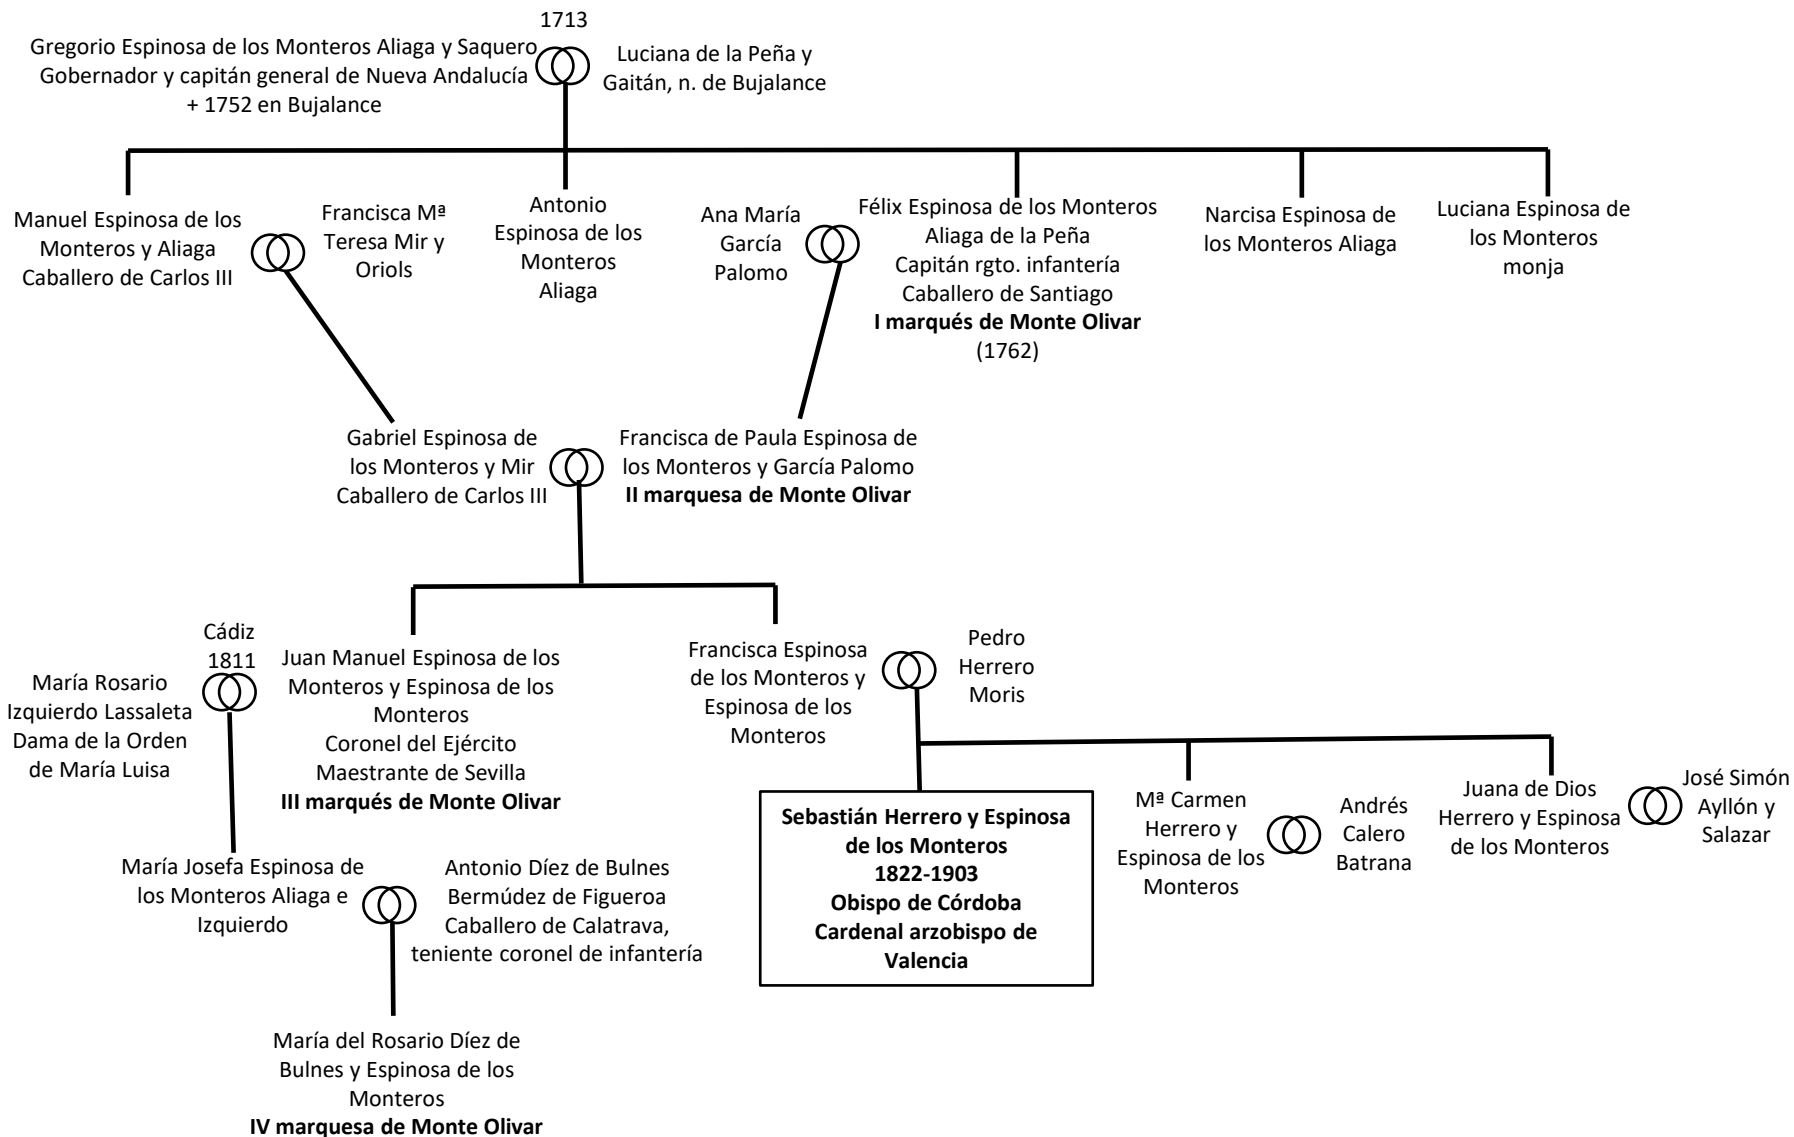 1713
Gregorio Espinosa de los Monteros Aliaga y Saquero
Gobernador y capitán general de Nueva Andalucía
+ 1752 en Bujalance
Luciana de la Peña y
Gaitán, n. de Bujalance
Manuel Espinosa de los
Monteros y Aliaga
Caballero de Carlos III
Francisca Mª
Teresa Mir y
Oriols
Antonio
Espinosa de los
Monteros
Aliaga
Ana María
García
Palomo
Félix Espinosa de los Monteros
Aliaga de la Peña
Capitán rgto. infantería
Caballero de Santiago
I marqués de Monte Olivar
(1762)
Narcisa Espinosa de
los Monteros Aliaga
Luciana Espinosa de
los Monteros
monja
Gabriel Espinosa de
los Monteros y Mir
Caballero de Carlos III
Francisca de Paula Espinosa de
los Monteros y García Palomo
II marquesa de Monte Olivar
María Rosario
Izquierdo Lassaleta
Dama de la Orden
de María Luisa
Cádiz
1811
Juan Manuel Espinosa de los
Monteros y Espinosa de los
Monteros
Coronel del Ejército
Maestrante de Sevilla
III marqués de Monte Olivar
Francisca Espinosa
de los Monteros y
Espinosa de los
Monteros
Pedro
Herrero
Moris
María Josefa Espinosa de
los Monteros Aliaga e
Izquierdo
Antonio Díez de Bulnes
Bermúdez de Figueroa
Caballero de Calatrava,
teniente coronel de infantería
Sebastián Herrero y Espinosa
de los Monteros
1822-1903
Obispo de Córdoba
Cardenal arzobispo de
Valencia
Mª Carmen
Herrero y
Espinosa de los
Monteros
Andrés
Calero
Batrana
Juana de Dios
Herrero y Espinosa
de los Monteros
José Simón
Ayllón y
Salazar
María del Rosario Díez de
Bulnes y Espinosa de los
Monteros
IV marquesa de Monte Olivar